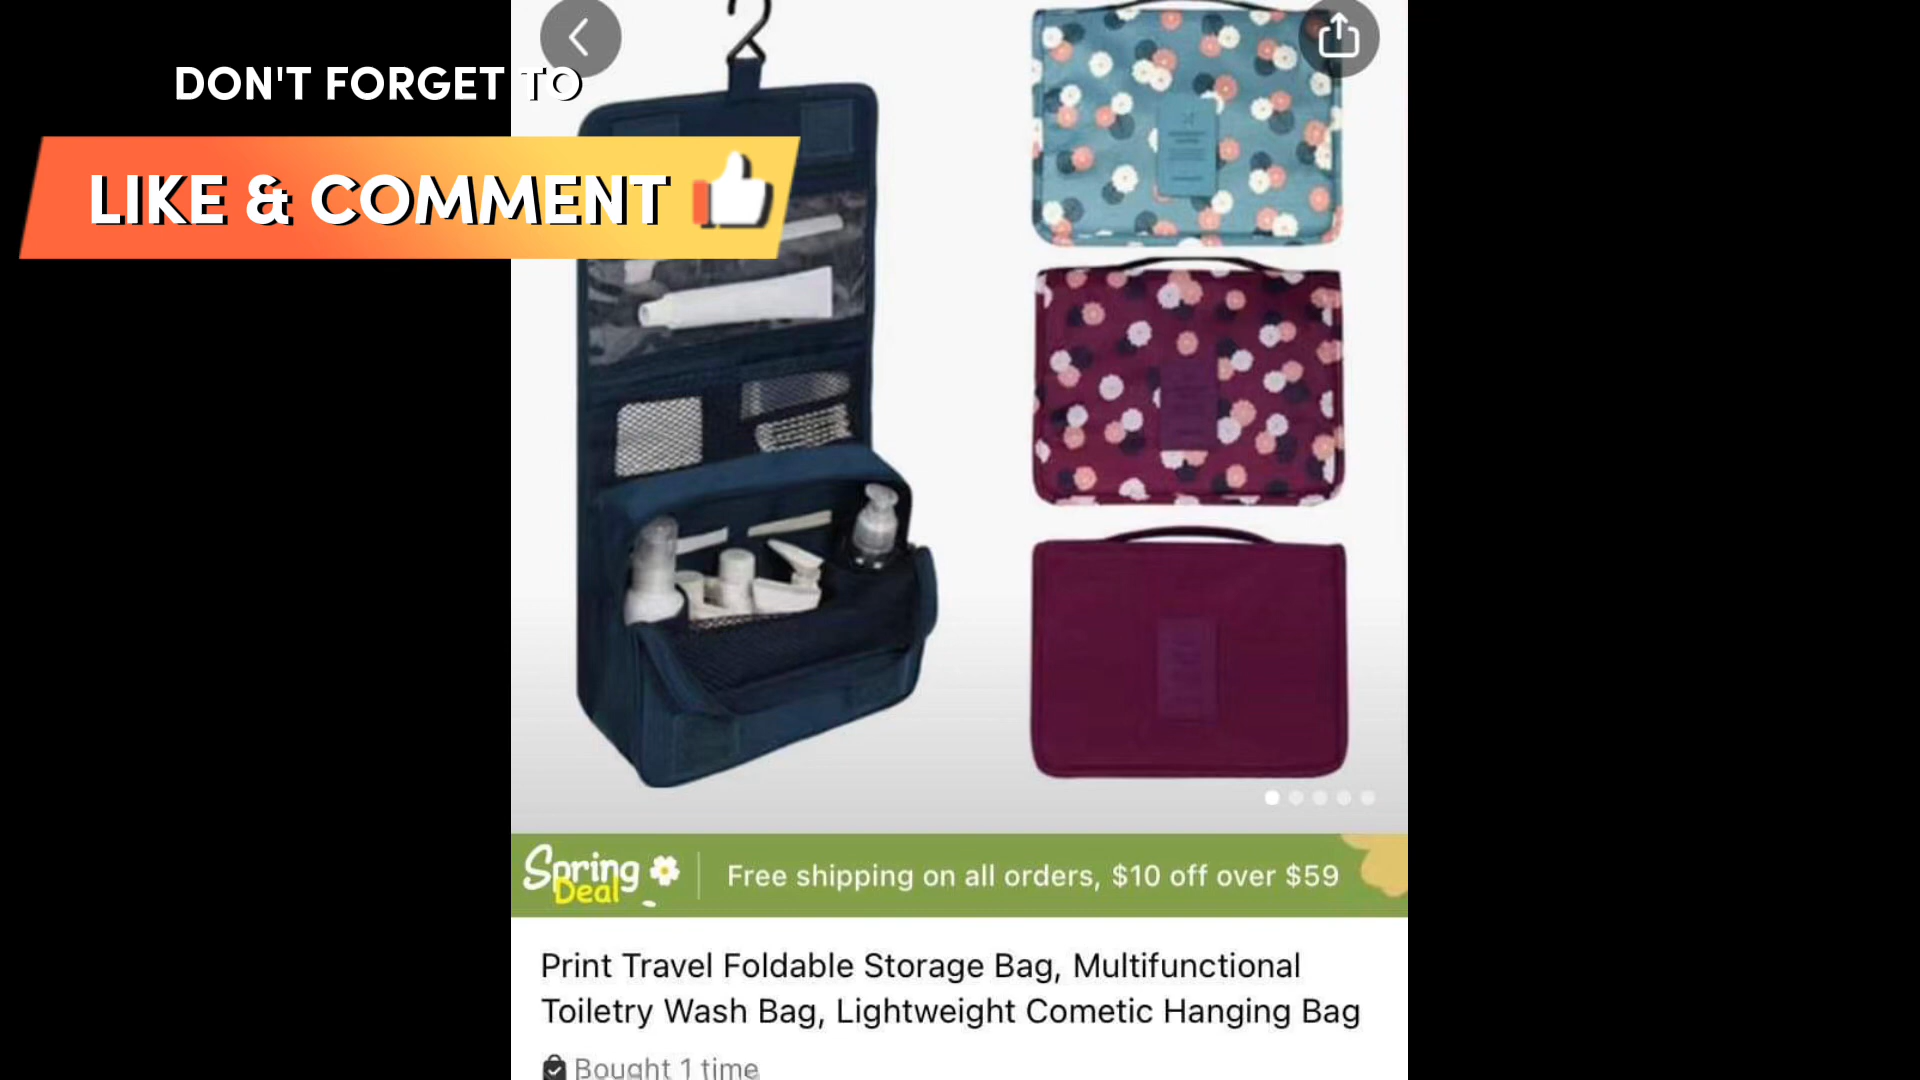 DON'T FORGET TO
LIKE & COMMENT
Spring
Deal
Free shipping on all orders, $10 off over $59
Print Travel Foldable Storage Bag, Multifunctional
Toiletry Wash Bag, Lightweight Cometic Hanging Bag
Bought 1 time